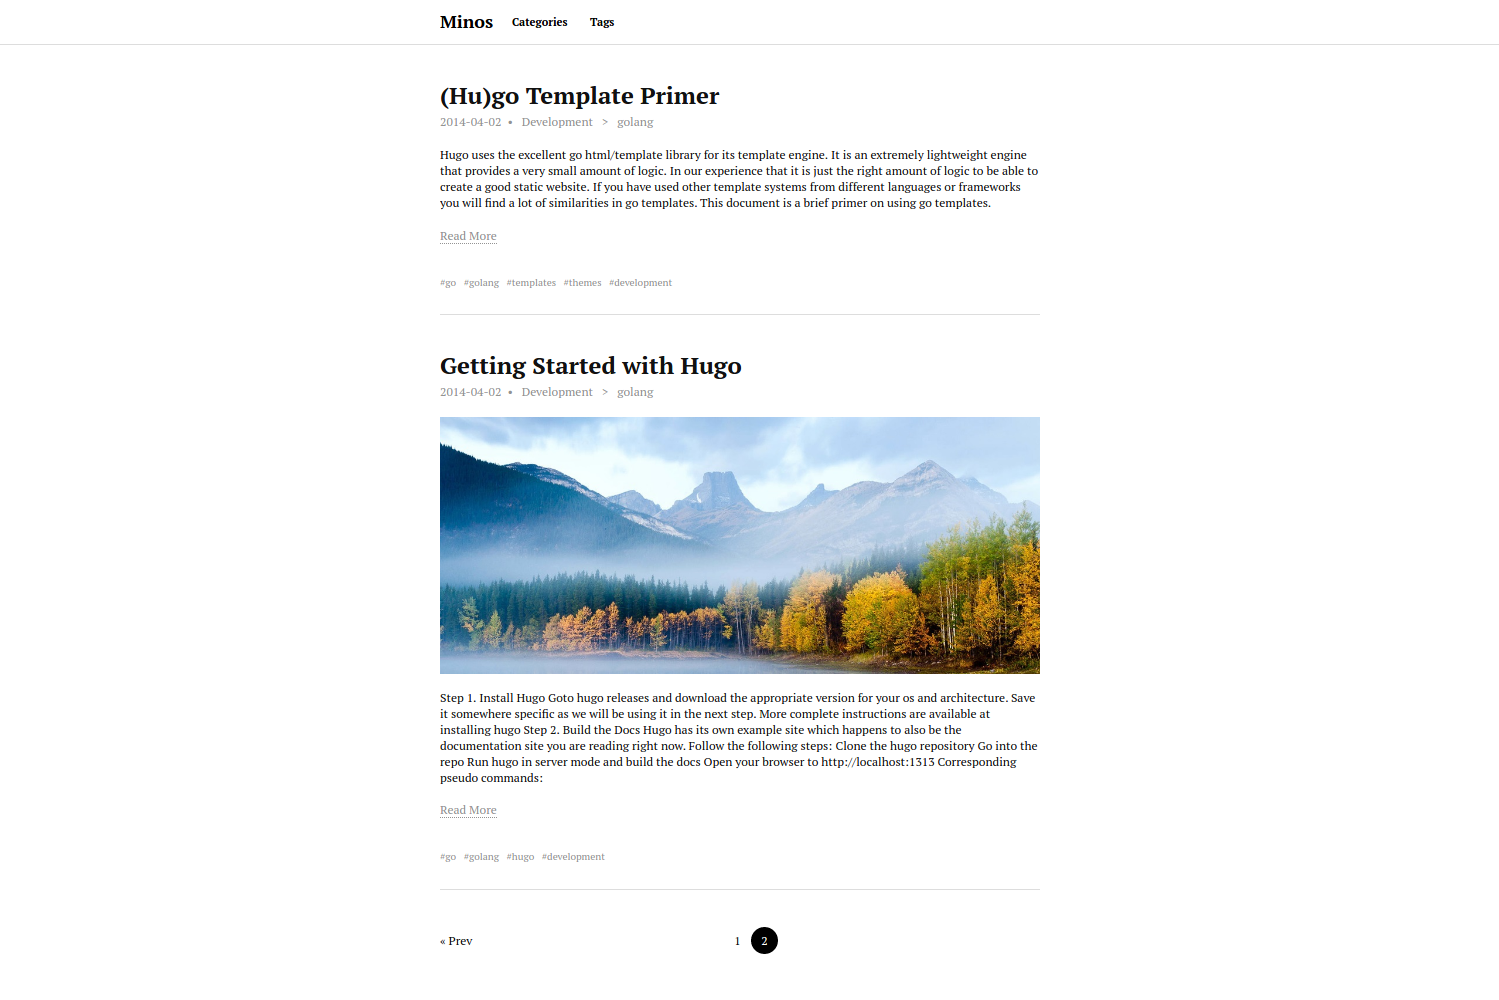 Minos Categories Tags
(Hu)go Template Primer
2014-04-02 • Development > golang
Hugo uses the excellent go html/template library for its template engine. It is an extremely lightweight engine
that provides a very small amount of logic. In our experience that it is just the right amount of logic to be able to
create a good static website. If you have used other template systems from different languages or frameworks
you will find a lot of similarities in go templates. This document is a brief primer on using go templates.
Read More
#go #golang #templates #themes #development
Getting Started with Hugo
2014-04-02 • Development > golang
Step 1. Install Hugo Goto hugo releases and download the appropriate version for your os and architecture. Save
it somewhere specific as we will be using it in the next step. More complete instructions are available at
installing hugo Step 2. Build the Docs Hugo has its own example site which happens to also be the
documentation site you are reading right now. Follow the following steps: Clone the hugo repository Go into the
repo Run hugo in server mode and build the docs Open your browser to http://localhost:1313 Corresponding
pseudo commands:
Read More
#go #golang #hugo #development
« Prev 1 2